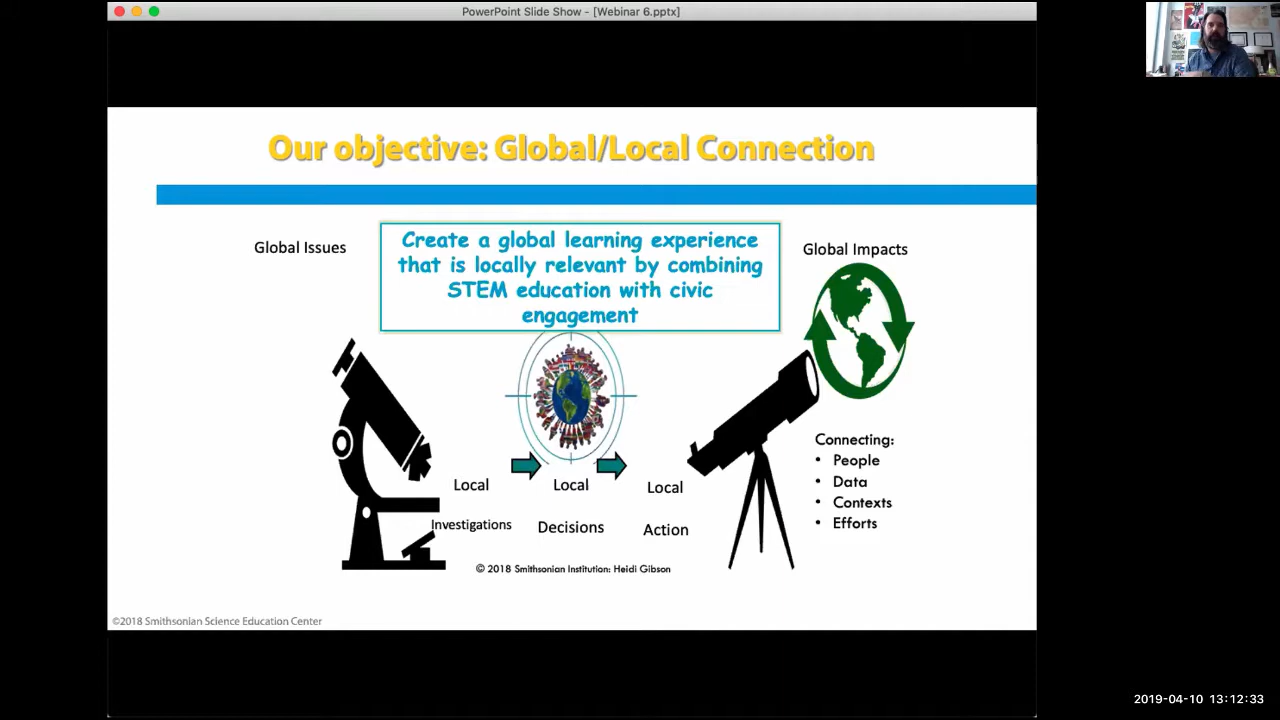 PowerPoint Slide Show - [Webinar 6.pptx]
Our objective: Global/Local Connection
Global Issues
Create a global learning experience
that is locally relevant by combining
STEM education with civic
engagement
Global Impacts
Local
Investigations
Local
Decisions
Local
Action
Connecting:
• People
• Data
• Contexts
• Efforts
© 2018 Smithsonian Institution: Heidi Gibson
©2018 Smithsonian Science Education Center
2019-04-10 13:12:33